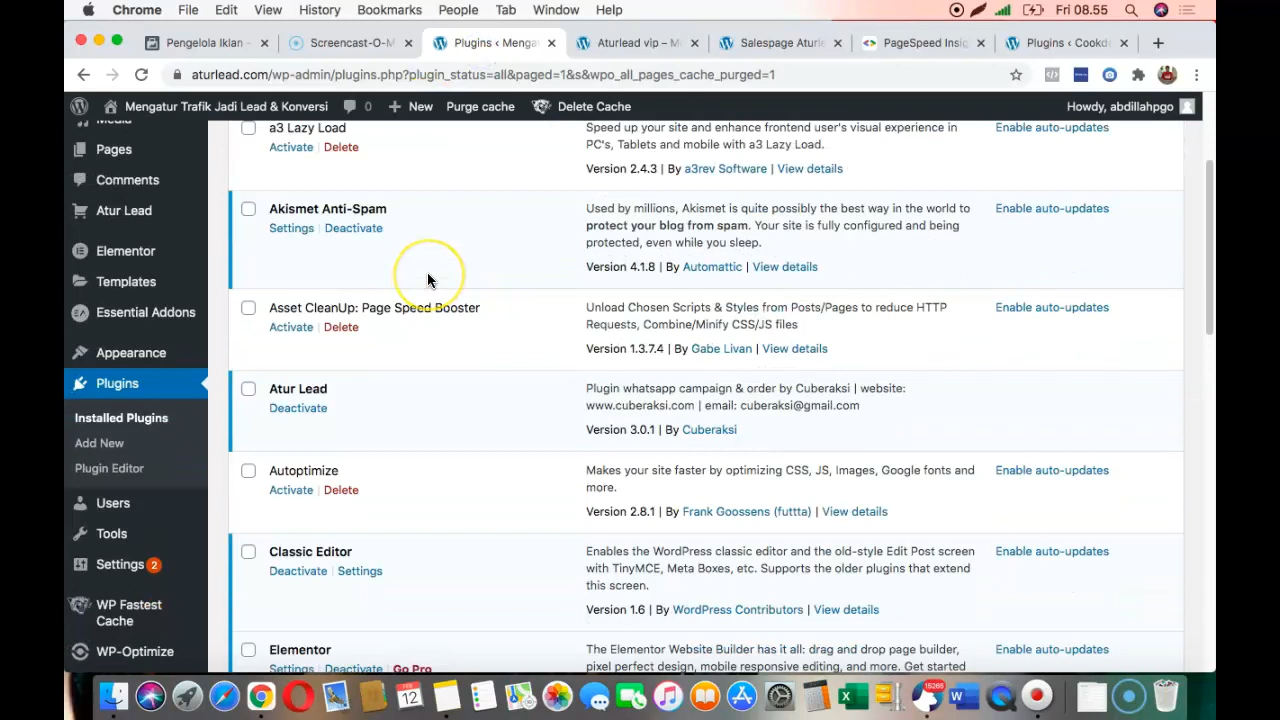 Chrome File Edit View History Bookmarks People Tab Window Help Fri 08.55
Pengelola Iklan - × Screencast-O-M × Plugins ‹ Mengat × Aturlead vip – M × Salespage Aturle × PageSpeed Insig × Plugins ‹ Cookde × +
aturlead.com/wp-admin/plugins.php?plugin_status=all&paged=1&s&wpo_all_pages_cache_purged=1
Mengatur Trafik Jadi Lead & Konversi 0 + New Purge cache Delete Cache Howdy, abdillahpgo
Media
Pages
Comments
Atur Lead
Elementor
Templates
Essential Addons
Appearance
Plugins
Installed Plugins
Add New
Plugin Editor
Users
Tools
Settings 2
WP Fastest
Cache
WP-Optimize
a3 Lazy Load
Activate | Delete
Speed up your site and enhance frontend user's visual experience in
PC's, Tablets and mobile with a3 Lazy Load.
Version 2.4.3 | By a3rev Software | View details
Enable auto-updates
Akismet Anti-Spam
Settings | Deactivate
Used by millions, Akismet is quite possibly the best way in the world to
protect your blog from spam. Your site is fully configured and being
protected, even while you sleep.
Version 4.1.8 | By Automattic | View details
Enable auto-updates
Asset CleanUp: Page Speed Booster
Activate | Delete
Unload Chosen Scripts & Styles from Posts/Pages to reduce HTTP
Requests, Combine/Minify CSS/JS files
Version 1.3.7.4 | By Gabe Livan | View details
Enable auto-updates
Atur Lead
Deactivate
Plugin whatsapp campaign & order by Cuberaksi | website:
www.cuberaksi.com | email: cuberaksi@gmail.com
Version 3.0.1 | By Cuberaksi
Autoptimize
Activate | Delete
Makes your site faster by optimizing CSS, JS, Images, Google fonts and
more.
Version 2.8.1 | By Frank Goossens (futtta) | View details
Enable auto-updates
Classic Editor
Deactivate | Settings
Enables the WordPress classic editor and the old-style Edit Post screen
with TinyMCE, Meta Boxes, etc. Supports the older plugins that extend
this screen.
Version 1.6 | By WordPress Contributors | View details
Enable auto-updates
Elementor
Settings | Deactivate | Go Pro
The Elementor Website Builder has it all: drag and drop page builder,
pixel perfect design, mobile responsive editing, and more. Get started
Enable auto-updates
12
15265